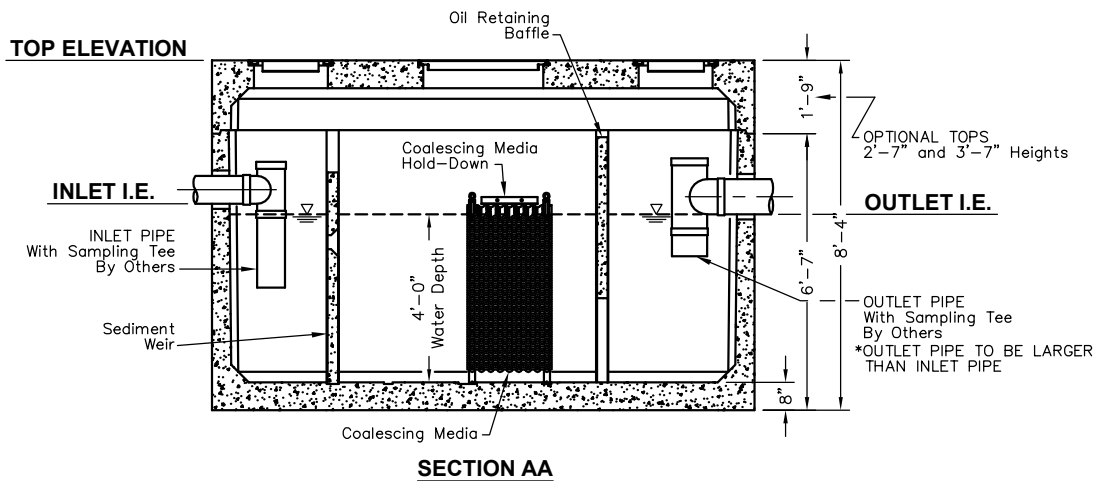 Oil Retaining
Baffle
TOP ELEVATION
1'-9"
OPTIONAL TOPS
2'-7" and 3'-7" Heights
Coalescing Media
Hold-Down
INLET I.E.
OUTLET I.E.
8'-4"
6'-7"
INLET PIPE
With Sampling Tee
By Others
4'-0"
Water Depth
OUTLET PIPE
With Sampling Tee
By Others
*OUTLET PIPE TO BE LARGER
THAN INLET PIPE
Sediment
Weir
8"
Coalescing Media
SECTION AA